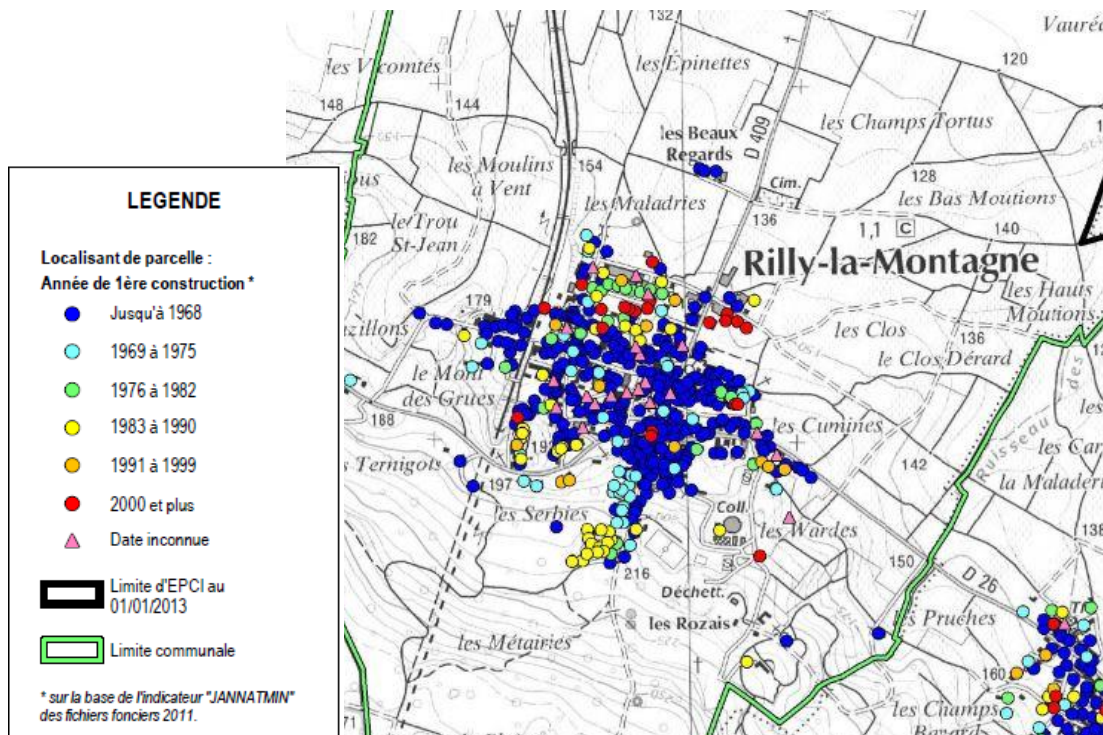 LEGENDE
Localisant de parcelle :
Année de 1ère construction *
Jusqu'à 1968
1969 à 1975
1976 à 1982
1983 à 1990
1991 à 1999
2000 et plus
Date inconnue
Limite d'EPCI au
01/01/2013
Limite communale
* sur la base de l'indicateur "JANNATMIN"
des fichiers fonciers 2011.
132
Vauré
les Vicomtés
les Épinettes
120
148
144
D 409
les Champs Tortus
les Beaux
Regards
les Moulins
à Vent
154
128
Cim.
les Bas Moutions
les Maladries
136
le Trou
St-Jean
182
1,1
C
140
Rilly-la-Montagne
les Hauts
Moutions
179
les Clos
136
le Clos Dérard
le Mont
des Grues
188
les Cumines
Ruisseau des
les Car
la Maladeri
142
Ternigots
197
les Serbies
Coll.
les Wardes
138
150
216
D 26
Déchett.
les Rozais
les Pruches
les Métairies
160
171
les Champs